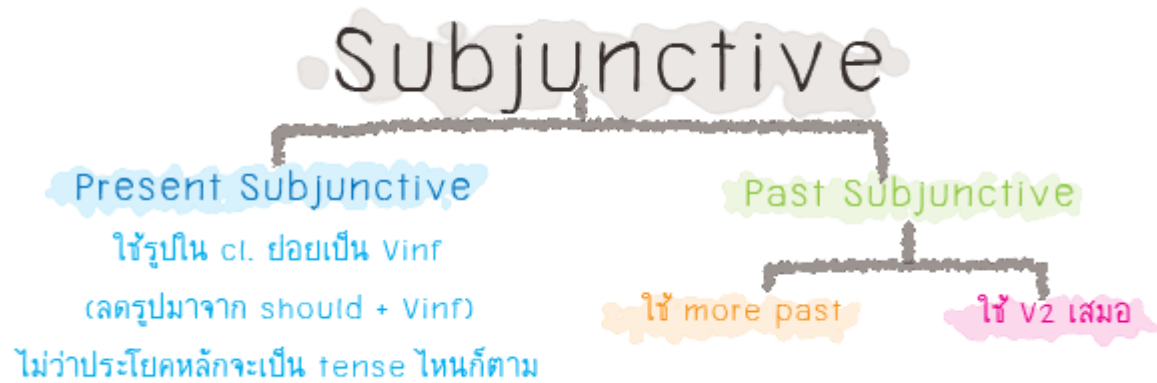 Subjunctive
Present Subjunctive
ใช้รูปใน cl. ย่อยเป็น Vinf
(ลดรูปมาจาก should + Vinf)
ไม่ว่าประโยคหลักจะเป็น tense ไหนก็ตาม
Past Subjunctive
ใช้ more past
ใช้ V2 เสมอ